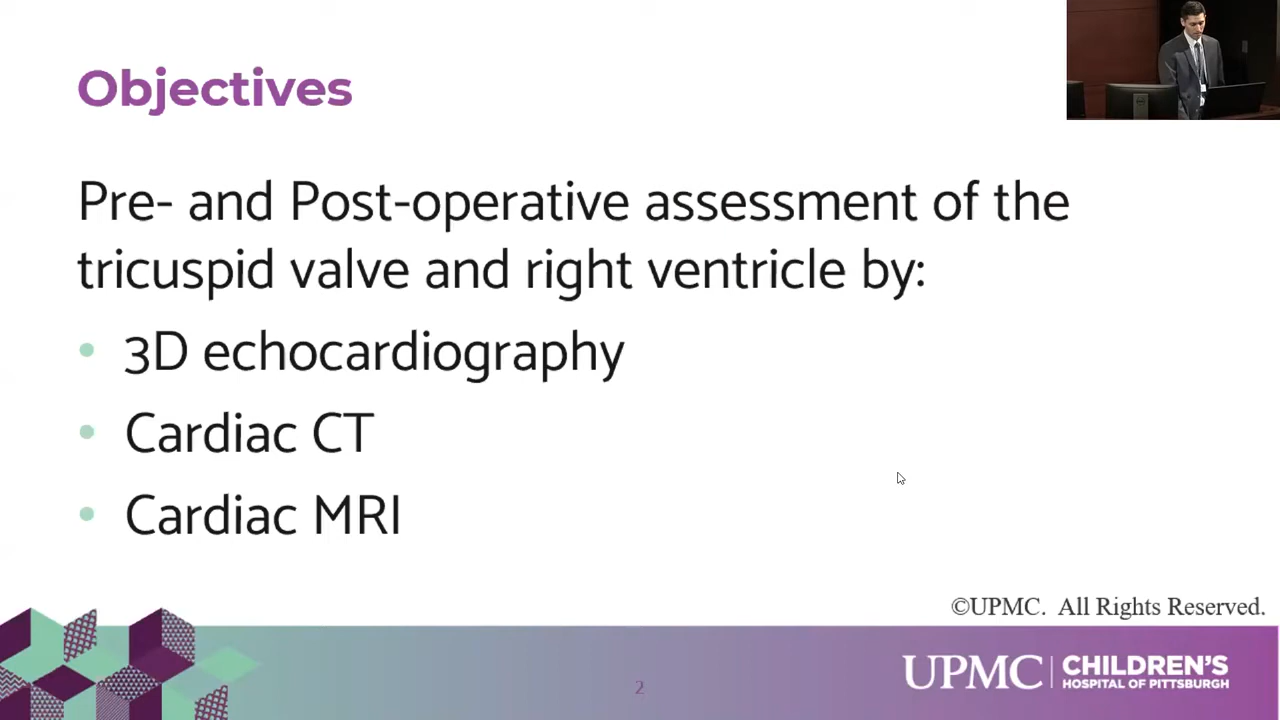 Objectives
Pre- and Post-operative assessment of the
tricuspid valve and right ventricle by:
• 3D echocardiography
• Cardiac CT
• Cardiac MRI
©UPMC.  All Rights Reserved.
2
UPMC | CHILDREN'S
HOSPITAL OF PITTSBURGH